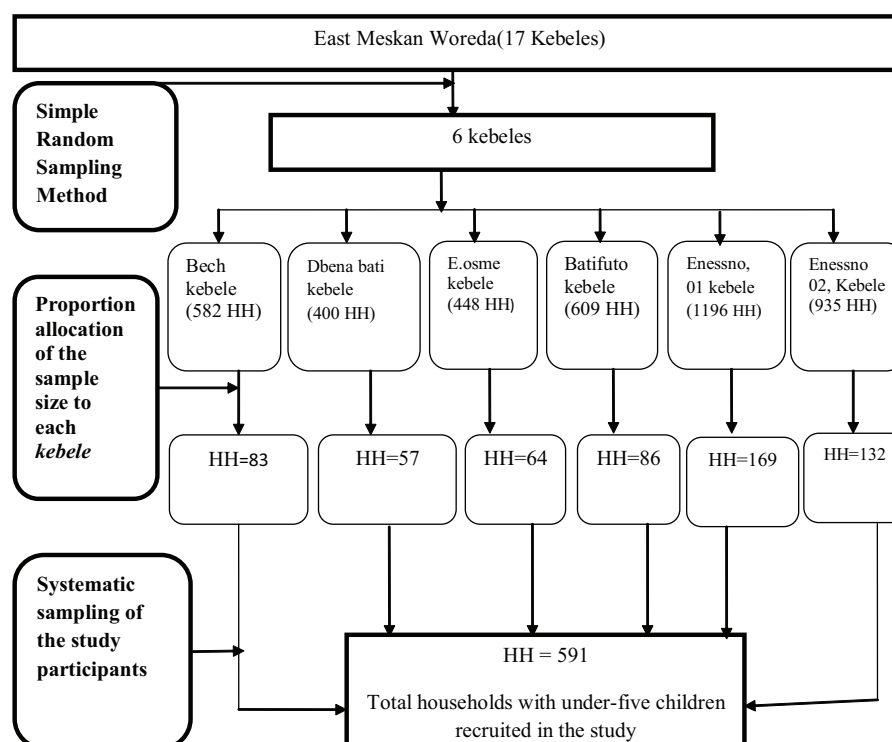 East Meskan Woreda(17 Kebeles)
Simple
Random
Sampling
Method
6 kebeles
Bech
kebele
(582 HH)
Dbena bati
kebele
(400 HH)
E.osme
kebele
(448 HH)
Batifuto
kebele
(609 HH)
Enessno,
01 kebele
(1196 HH)
Enessno
02, Kebele
(935 HH)
Proportion
allocation
of the
sample
size to
each
kebele
HH=83
HH=57
HH=64
HH=86
HH=169
HH=132
Systematic
sampling of
the study
participants
HH = 591
Total households with under-five children
recruited in the study